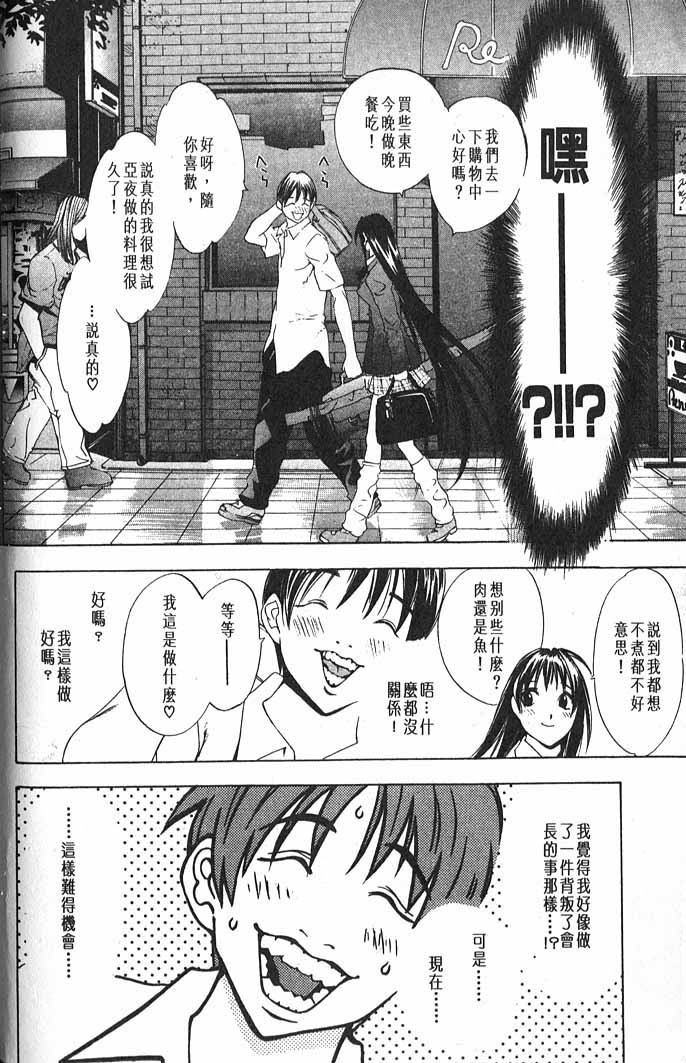 嘿——?!!?
Re
我們去一
下購物中
心好嗎？
買些東西
今晚做晚
餐吃！
好呀，隨
你喜歡，
說真的我很想試
亞夜做的料理很
久了！
…說真的♡
說到我都想
不煮都不好
意思！
想別些什麼？
肉還是魚！
唔…什
麼都沒
關係！
等等——
我這是做什麼♡
好嗎？
我這樣做
好嗎？
我覺得我好像做
了一件背叛了會
長的事那樣…!?
可是……
現在……
……這樣難得機會……